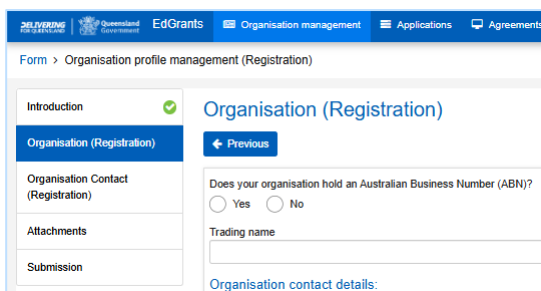 DELIVERING
FOR QUEENSLAND
Queensland
Government
EdGrants
Organisation management
Applications
Agreements
Form > Organisation profile management (Registration)
Introduction
Organisation (Registration)
Organisation Contact
(Registration)
Attachments
Submission
Organisation (Registration)
Previous
Does your organisation hold an Australian Business Number (ABN)?
Yes No
Trading name
Organisation contact details: